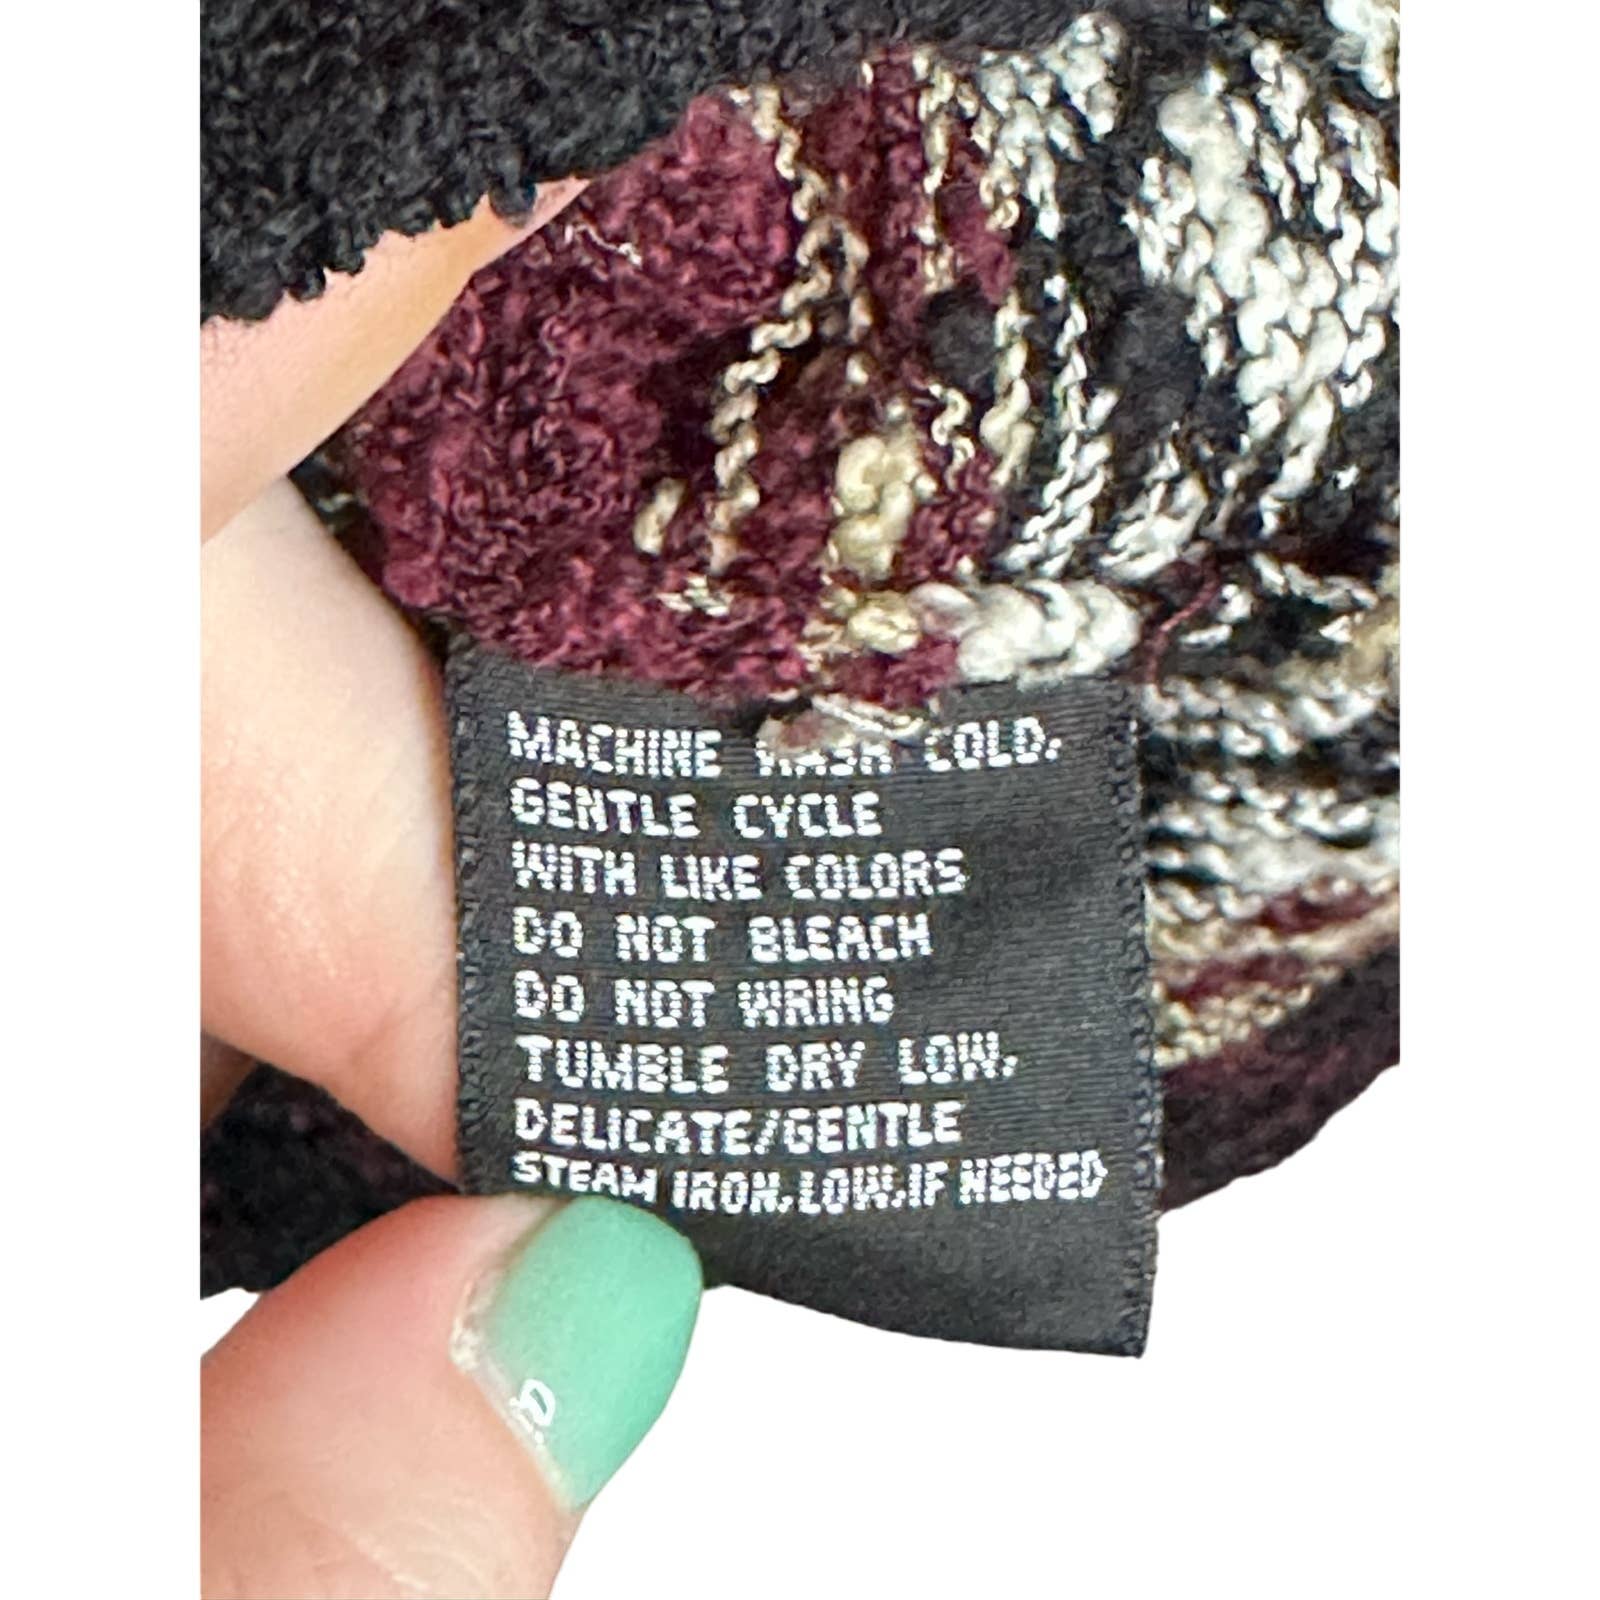 MACHINE WASH COLD,
GENTLE CYCLE
WITH LIKE COLORS
DO NOT BLEACH
DO NOT WRING
TUMBLE DRY LOW,
DELICATE/GENTLE
STEAM IRON,LOW,IF NEEDED